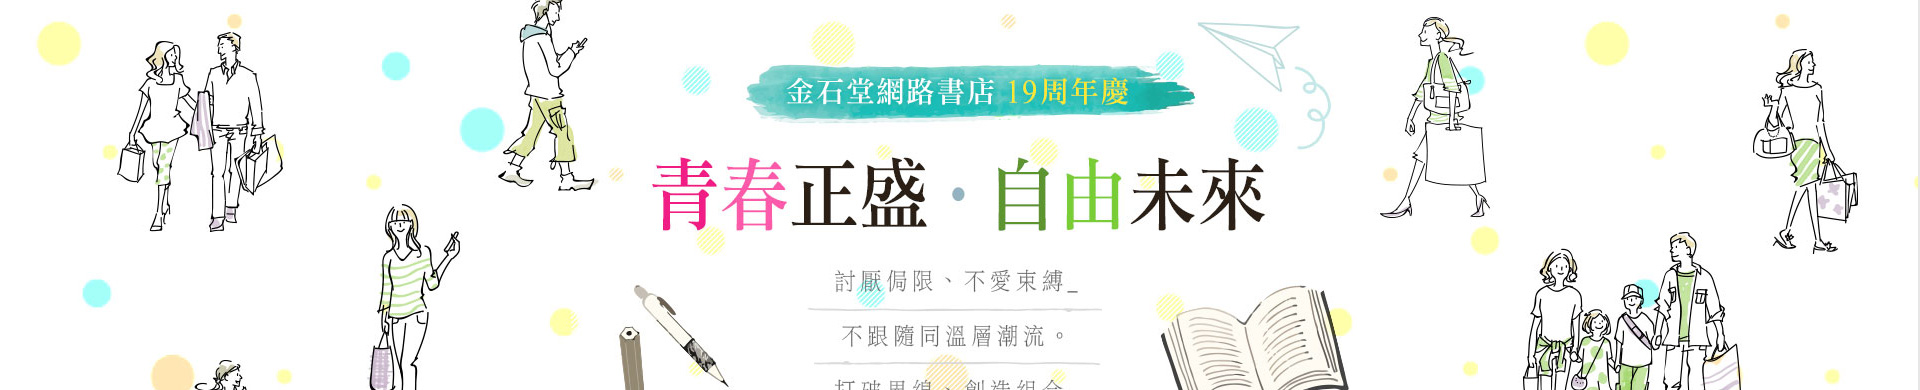 金石堂網路書店 19周年慶
青春正盛・自由未來
討厭侷限、不愛束縛_
不跟隨同溫層潮流。